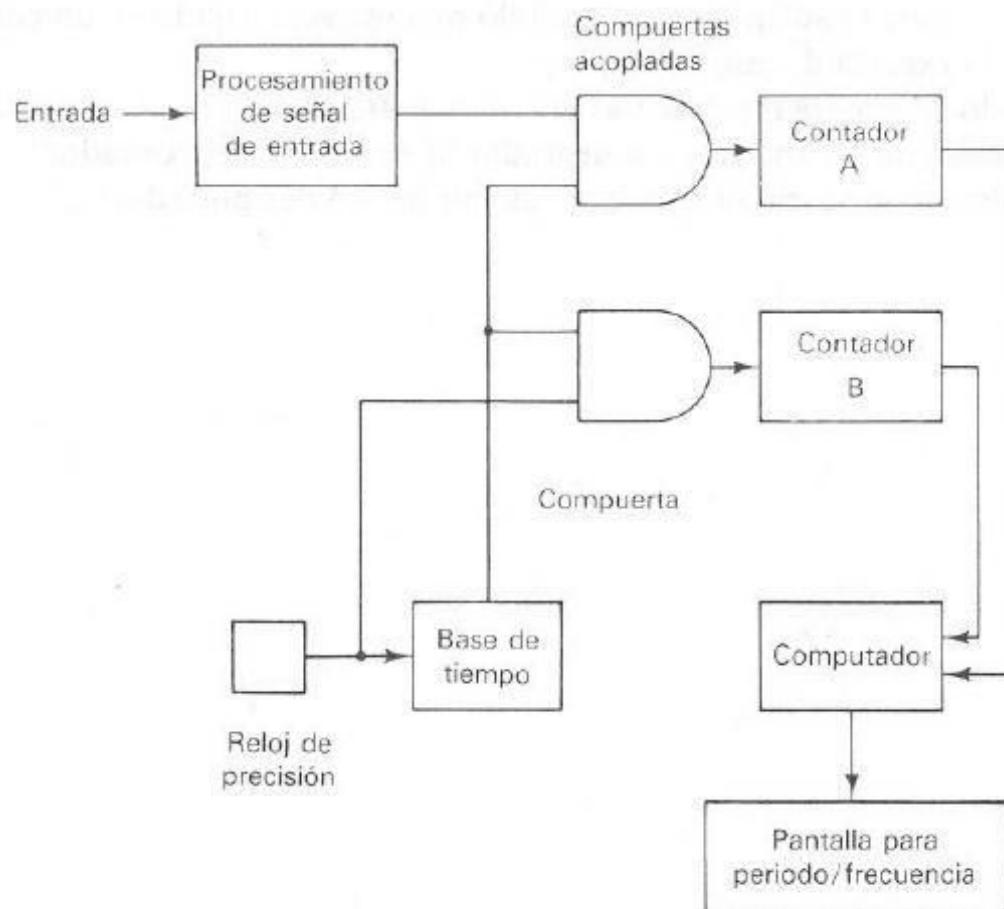 Compuertas
acopladas
Entrada
Procesamiento
de señal
de entrada
Contador
A
Contador
B
Compuerta
Base de
tiempo
Computador
Reloj de
precisión
Pantalla para
periodo/frecuencia